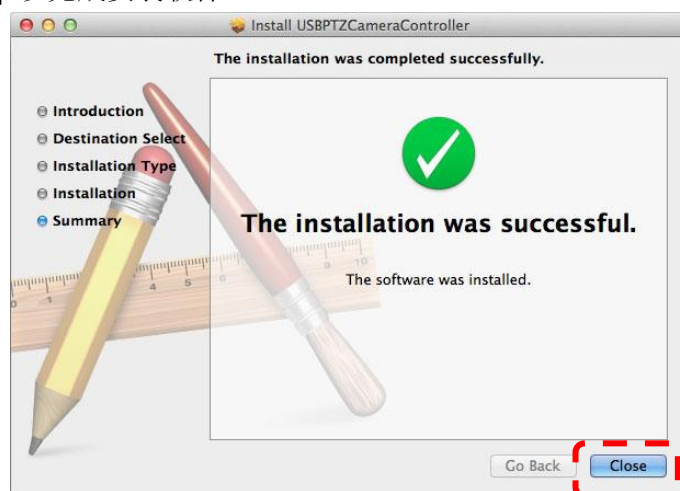 Install USBPTZCameraController
The installation was completed successfully.
Introduction
Destination Select
Installation Type
Installation
Summary
The installation was successful.
The software was installed.
Go Back
Close